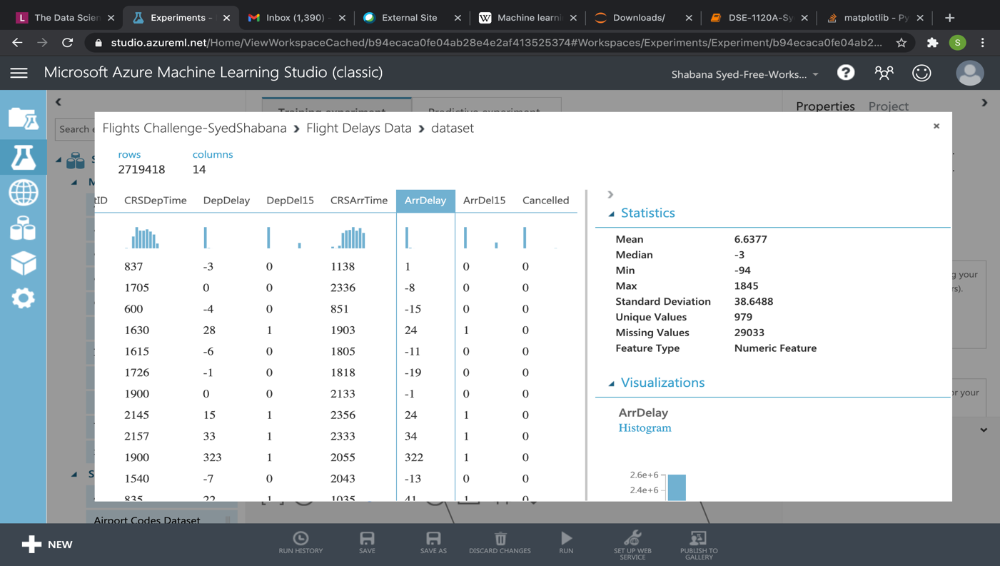 The Data Scien
Experiments -
Inbox (1,390) -
External Site
Machine learni
Downloads/
DSE-1120A-Sy
matplotlib - Py
studio.azureml.net/Home/ViewWorkspaceCached/b94ecaca0fe04ab28e4e2af413525374#Workspaces/Experiments/Experiment/b94ecaca0fe04ab2...
S
Microsoft Azure Machine Learning Studio (classic)
Shabana Syed-Free-Works...
Training experiment
Predictive experiment
Properties Project
Search e
Flights Challenge-SyedShabana > Flight Delays Data > dataset
rows columns
2719418 14
tID CRSDepTime DepDelay DepDel15 CRSArrTime ArrDelay ArrDel15 Cancelled
837 -3 0 1138 1 0 0
1705 0 0 2336 -8 0 0
600 -4 0 851 -15 0 0
1630 28 1 1903 24 1 0
1615 -6 0 1805 -11 0 0
1726 -1 0 1818 -19 0 0
1900 0 0 2133 -1 0 0
2145 15 1 2356 24 1 0
2157 33 1 2333 34 1 0
1900 323 1 2055 322 1 0
1540 -7 0 2043 -13 0 0
835 22 1 1035 41 1 0
Statistics
Mean 6.6377
Median -3
Min -94
Max 1845
Standard Deviation 38.6488
Unique Values 979
Missing Values 29033
Feature Type Numeric Feature
Visualizations
ArrDelay
Histogram
2.6e+6
2.4e+6
g your
rs).
or your
Airport Codes Dataset
NEW
RUN HISTORY
SAVE
SAVE AS
DISCARD CHANGES
RUN
SET UP WEB
SERVICE
PUBLISH TO
GALLERY